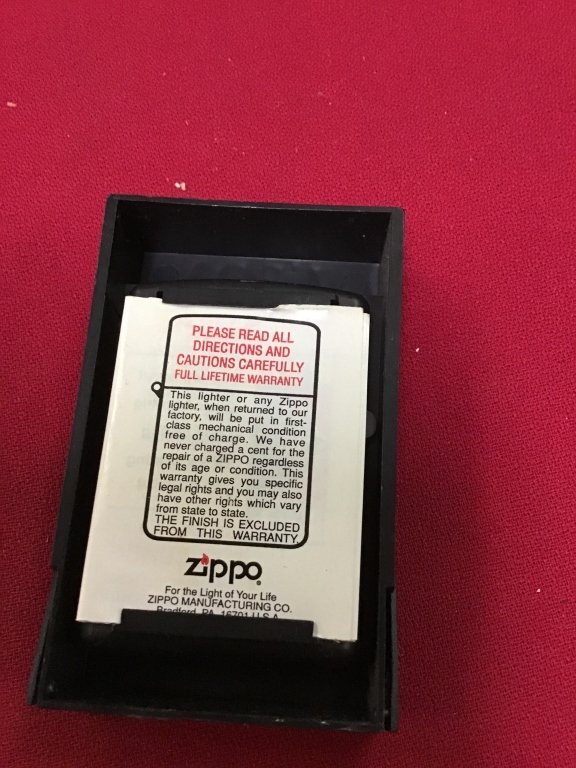 PLEASE READ ALL
DIRECTIONS AND
CAUTIONS CAREFULLY
FULL LIFETIME WARRANTY
This lighter or any Zippo
lighter, when returned to our
factory, will be put in first-
class mechanical condition
free of charge. We have
never charged a cent for the
repair of a ZIPPO regardless
of its age or condition. This
warranty gives you specific
legal rights and you may also
have other rights which vary
from state to state.
THE FINISH IS EXCLUDED
FROM THIS WARRANTY.
Zippo
For the Light of Your Life
ZIPPO MANUFACTURING CO.
Bradford, PA 16701 U.S.A.